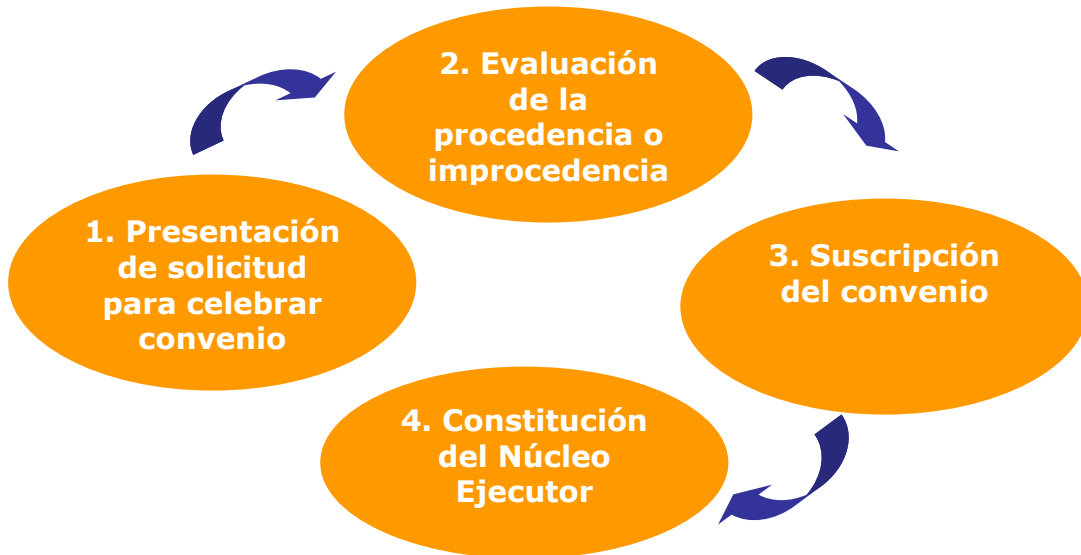 1. Presentación
de solicitud
para celebrar
convenio
2. Evaluación
de la
procedencia o
improcedencia
3. Suscripción
del convenio
4. Constitución
del Núcleo
Ejecutor